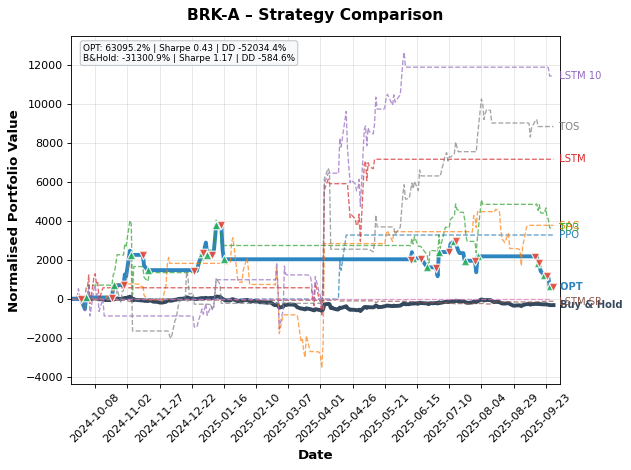 BRK-A – Strategy Comparison
OPT: 63095.2% | Sharpe 0.43 | DD -52034.4%
B&Hold: -31300.9% | Sharpe 1.17 | DD -584.6%
Normalised Portfolio Value
12000
10000
8000
6000
4000
2000
0
−2000
−4000
LSTM 10
TOS
LSTM
PPO
OPT
Buy & Hold
2024-10-08
2024-11-02
2024-11-27
2024-12-22
2025-01-16
2025-02-10
2025-03-07
2025-04-01
2025-04-26
2025-05-21
2025-06-15
2025-07-10
2025-08-04
2025-08-29
2025-09-23
Date